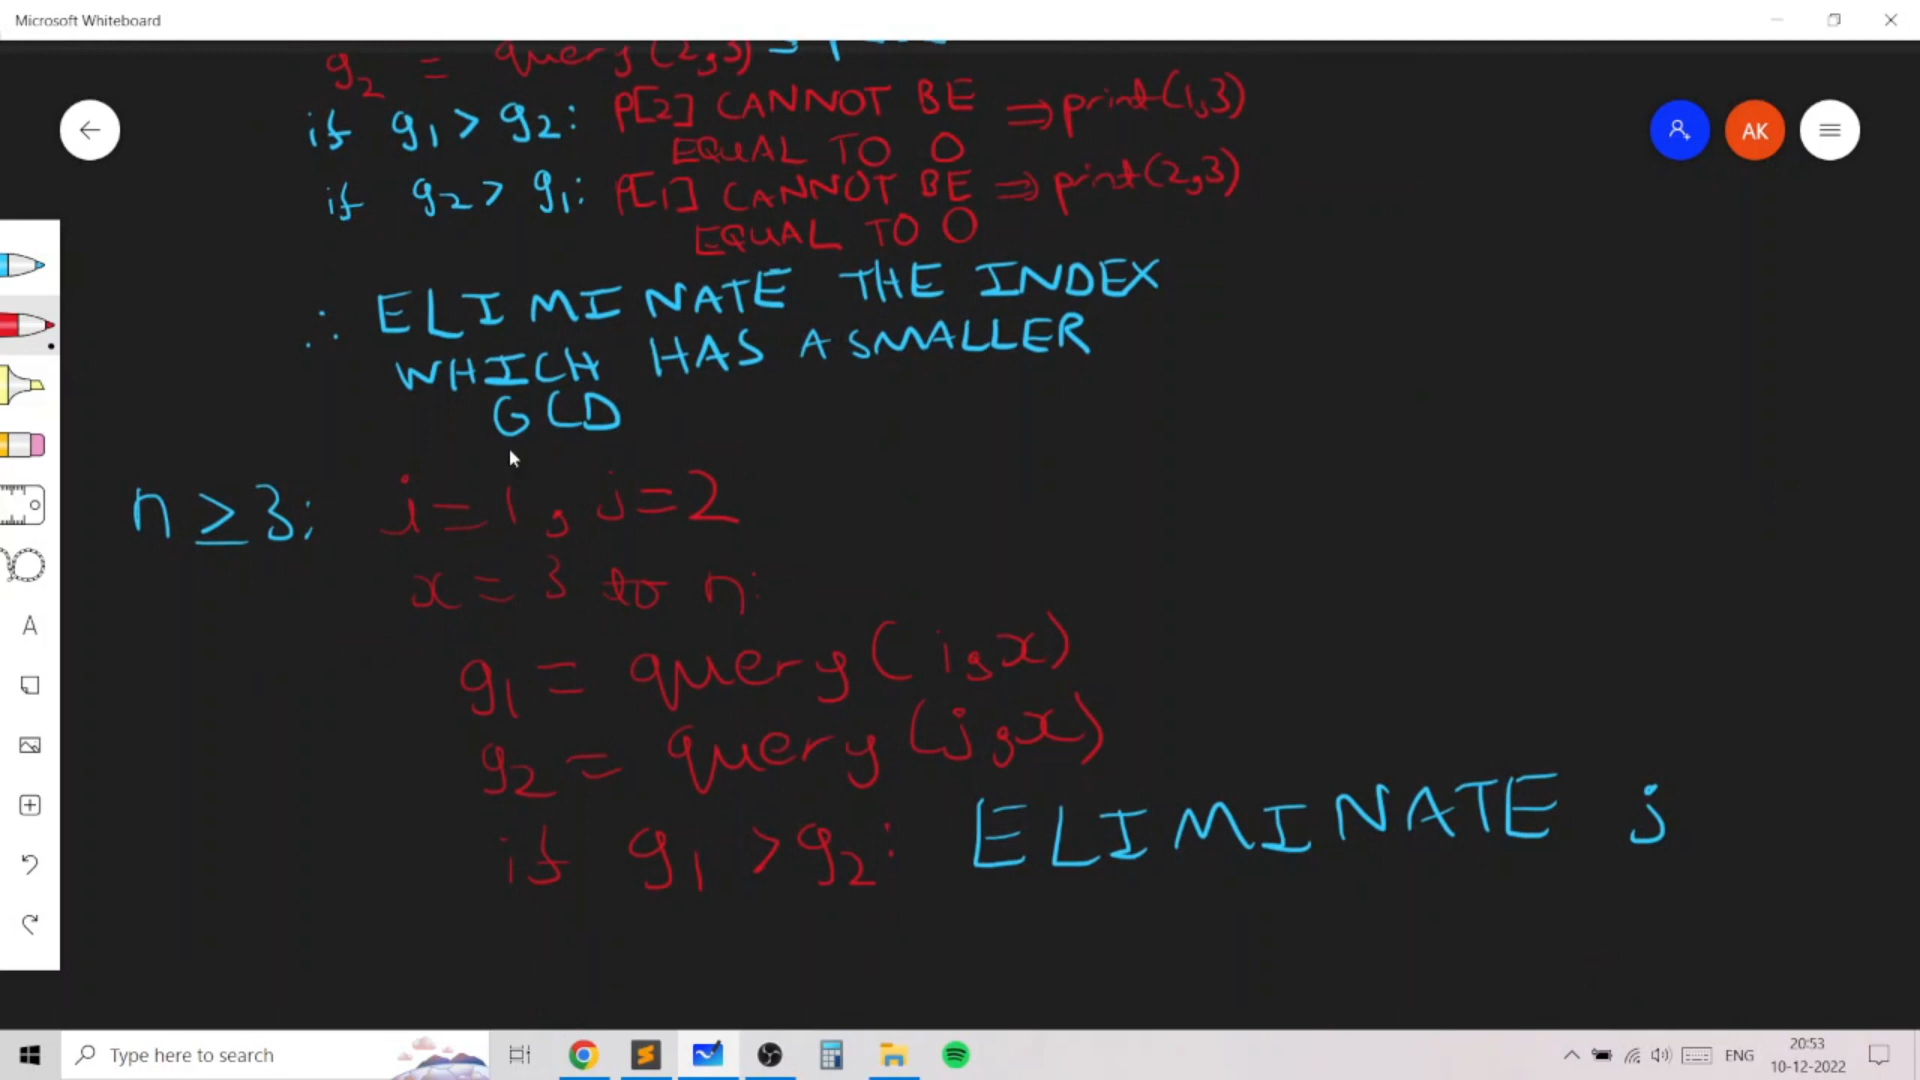 Microsoft Whiteboard
g2 = query(2,3)
if g1 > g2: P[2] CANNOT BE EQUAL TO 0 ⇒ print(1,3)
if g2 > g1: P[1] CANNOT BE EQUAL TO 0 ⇒ print(2,3)
∴ ELIMINATE THE INDEX
WHICH HAS A SMALLER
GCD
n ≥ 3: i = 1, j = 2
x = 3 to n:
g1 = query(i,x)
g2 = query(j,x)
if g1 > g2: ELIMINATE j
AK
A
Type here to search
ENG
20:53
10-12-2022